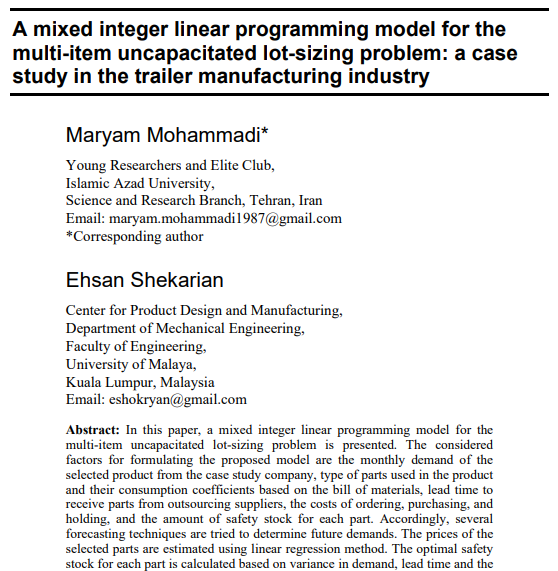 A mixed integer linear programming model for the
multi-item uncapacitated lot-sizing problem: a case
study in the trailer manufacturing industry
Maryam Mohammadi*
Young Researchers and Elite Club,
Islamic Azad University,
Science and Research Branch, Tehran, Iran
Email: maryam.mohammadi1987@gmail.com
*Corresponding author
Ehsan Shekarian
Center for Product Design and Manufacturing,
Department of Mechanical Engineering,
Faculty of Engineering,
University of Malaya,
Kuala Lumpur, Malaysia
Email: eshokryan@gmail.com
Abstract: In this paper, a mixed integer linear programming model for the
multi-item uncapacitated lot-sizing problem is presented. The considered
factors for formulating the proposed model are the monthly demand of the
selected product from the case study company, type of parts used in the product
and their consumption coefficients based on the bill of materials, lead time to
receive parts from outsourcing suppliers, the costs of ordering, purchasing, and
holding, and the amount of safety stock for each part. Accordingly, several
forecasting techniques are tried to determine future demands. The prices of the
selected parts are estimated using linear regression method. The optimal safety
stock for each part is calculated based on variance in demand, lead time and the